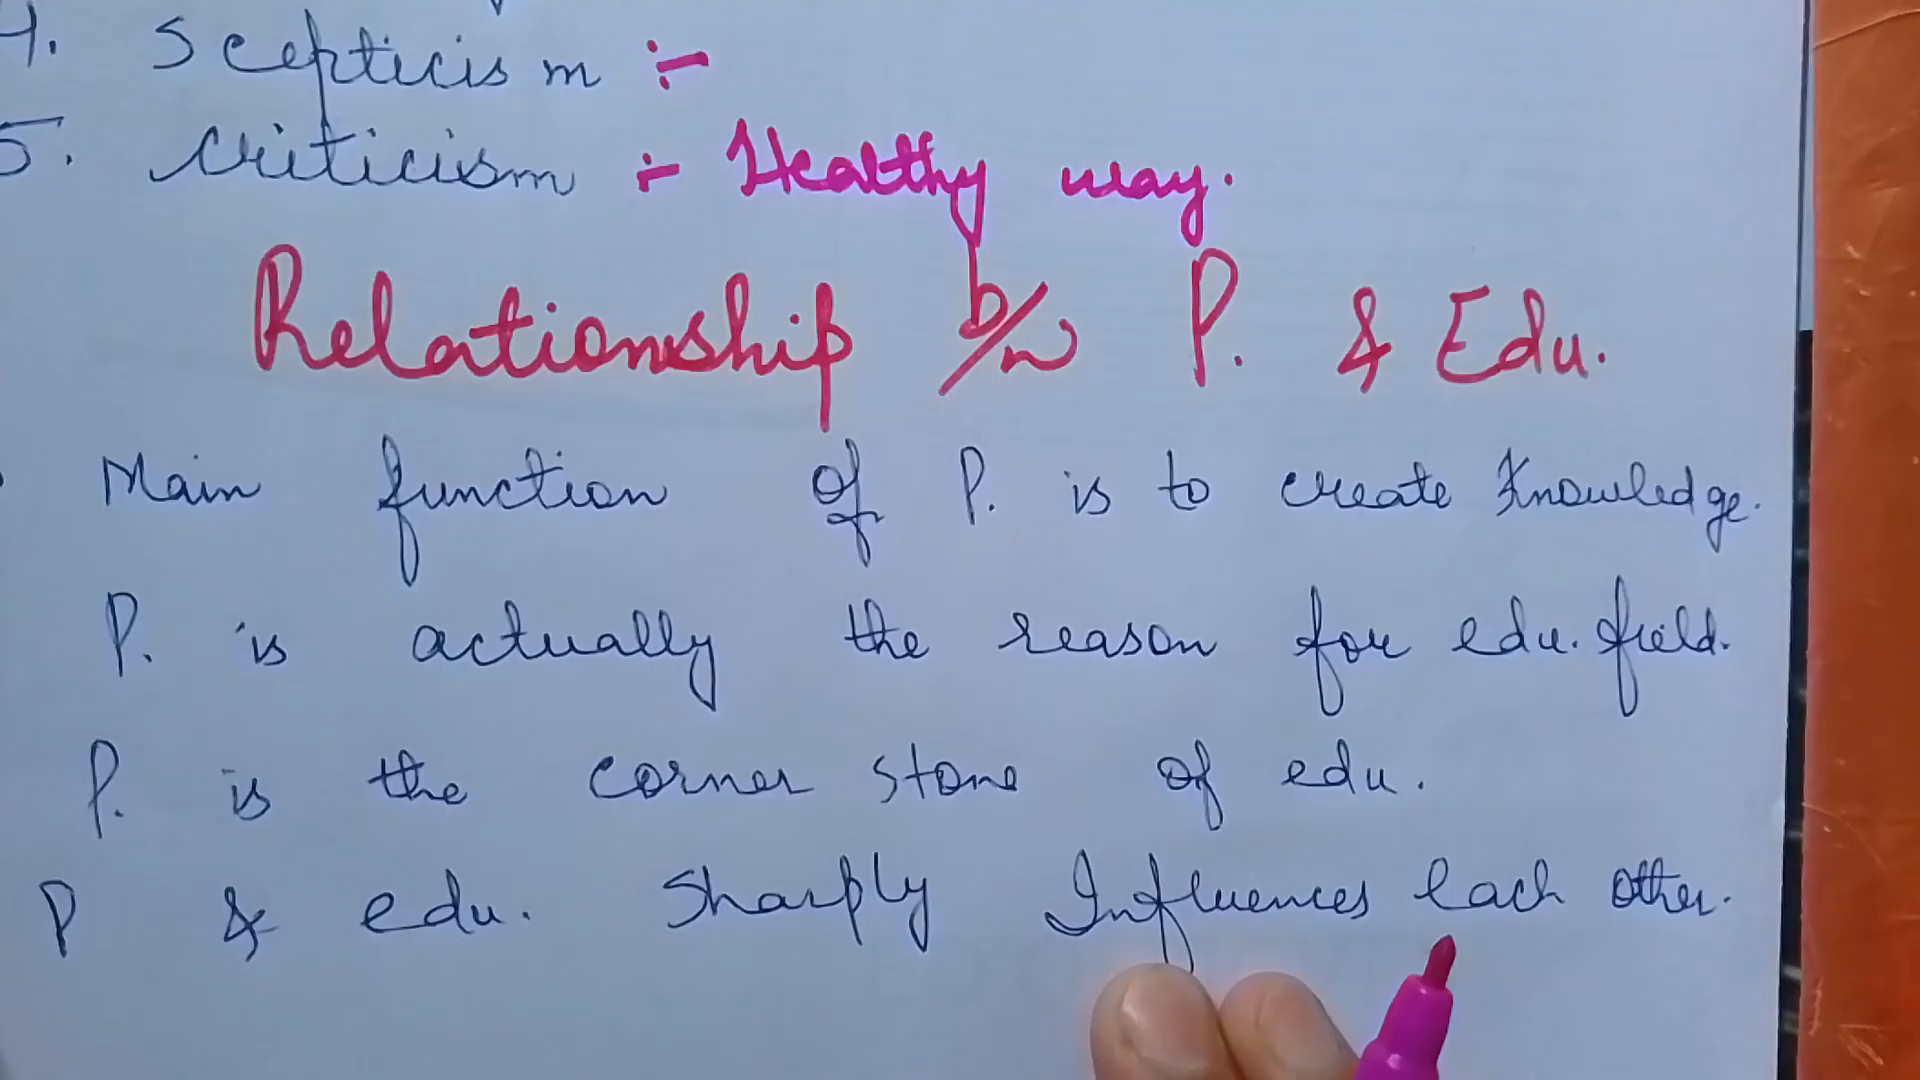 4. Scepticism :-
5. Criticism :- Healthy way.
Relationship b/w P. & Edu.
Main function of P. is to create Knowledge.
P. is actually the reason for edu. field.
P. is the corner stone of edu.
P & edu. Sharply Influences each other.